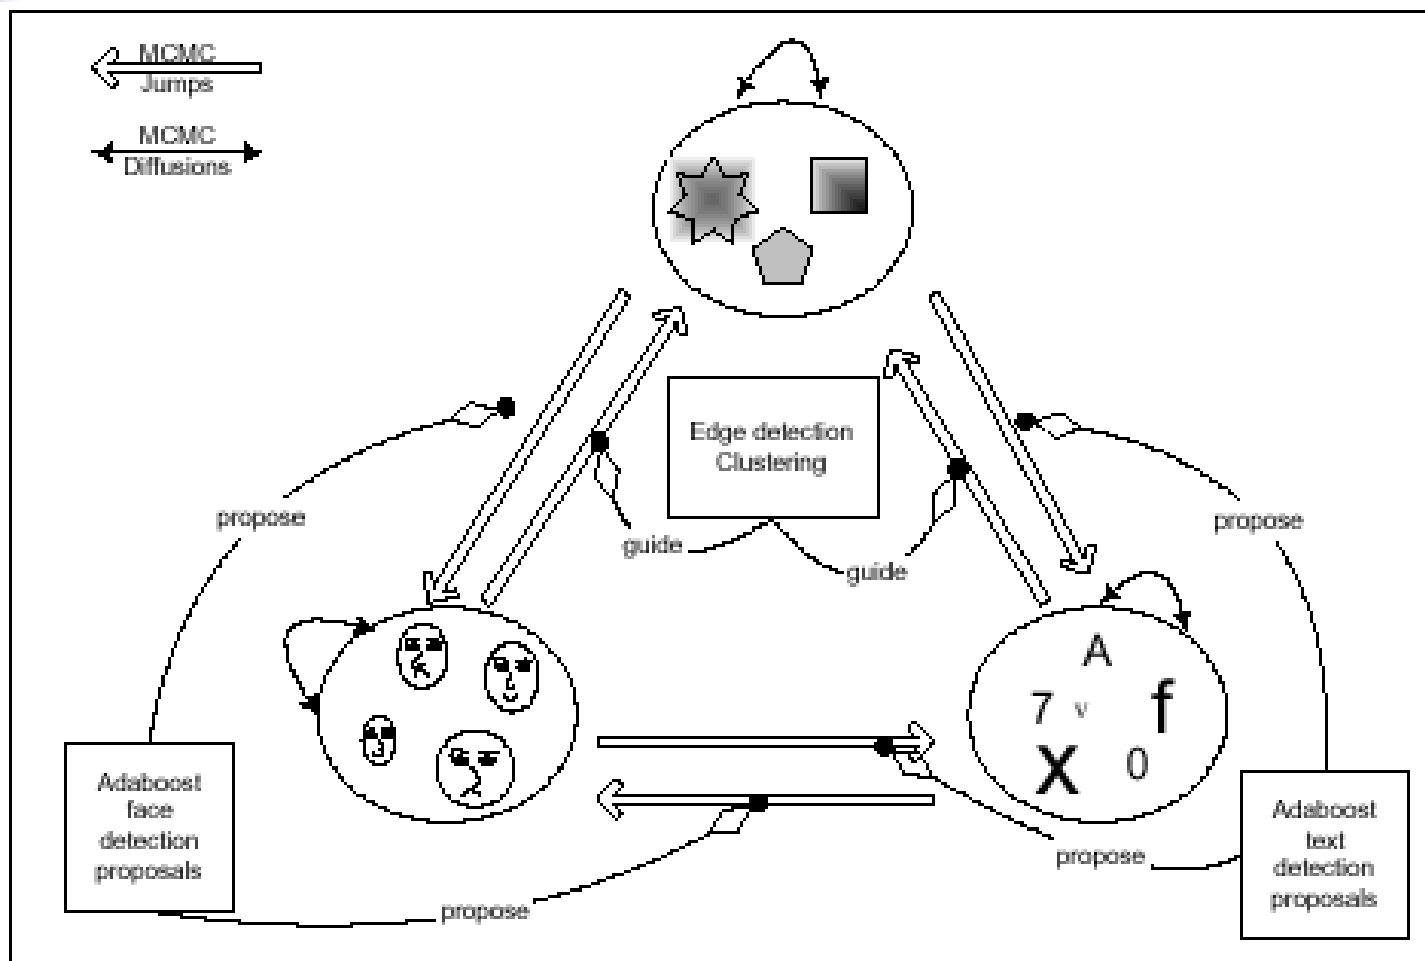 MCMC
Jumps
MCMC
Diffusions
Edge detection
Clustering
propose
propose
guide
guide
A
7 v f
X 0
Adaboost
face
detection
proposals
Adaboost
text
detection
proposals
propose
propose